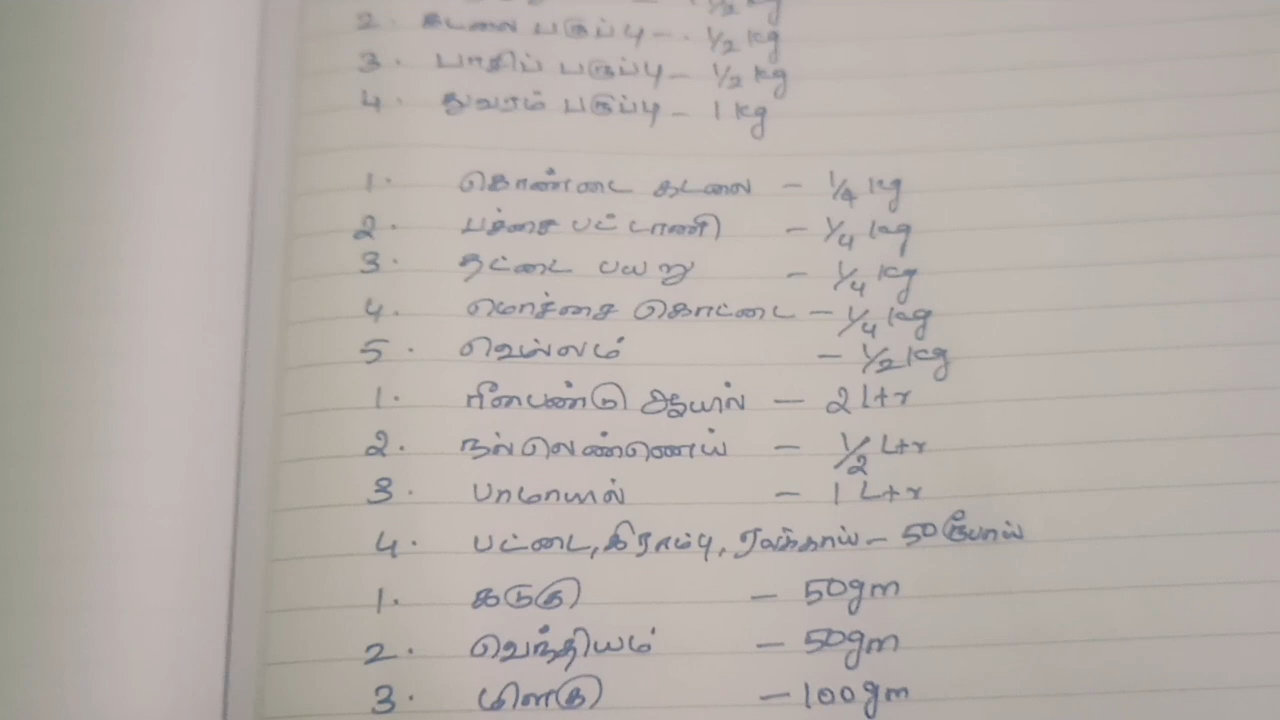 ½ kg
2. கடலை பருப்பு - . ½ kg
3. பாசிப் பருப்பு - ½ kg
4. துவரம் பருப்பு - 1 kg
1. கொண்டை கடலை - ¼ kg
2. பச்சை பட்டாணி - ¼ kg
3. தட்டை பயறு - ¼ kg
4. மொச்சை கொட்டை - ¼ kg
5. வெல்லம் - ½ kg
1. ரீபைண்டு ஆயில் - 2 Ltr
2. நல்லெண்ணெய் - ½ Ltr
3. பாமாயில் - 1 Ltr
4. பட்டை, கிராம்பு, ஏலக்காய் - 50 ரூபாய்
1. கடுகு - 50gm
2. வெந்தியம் - 50gm
3. மிளகு - 100gm